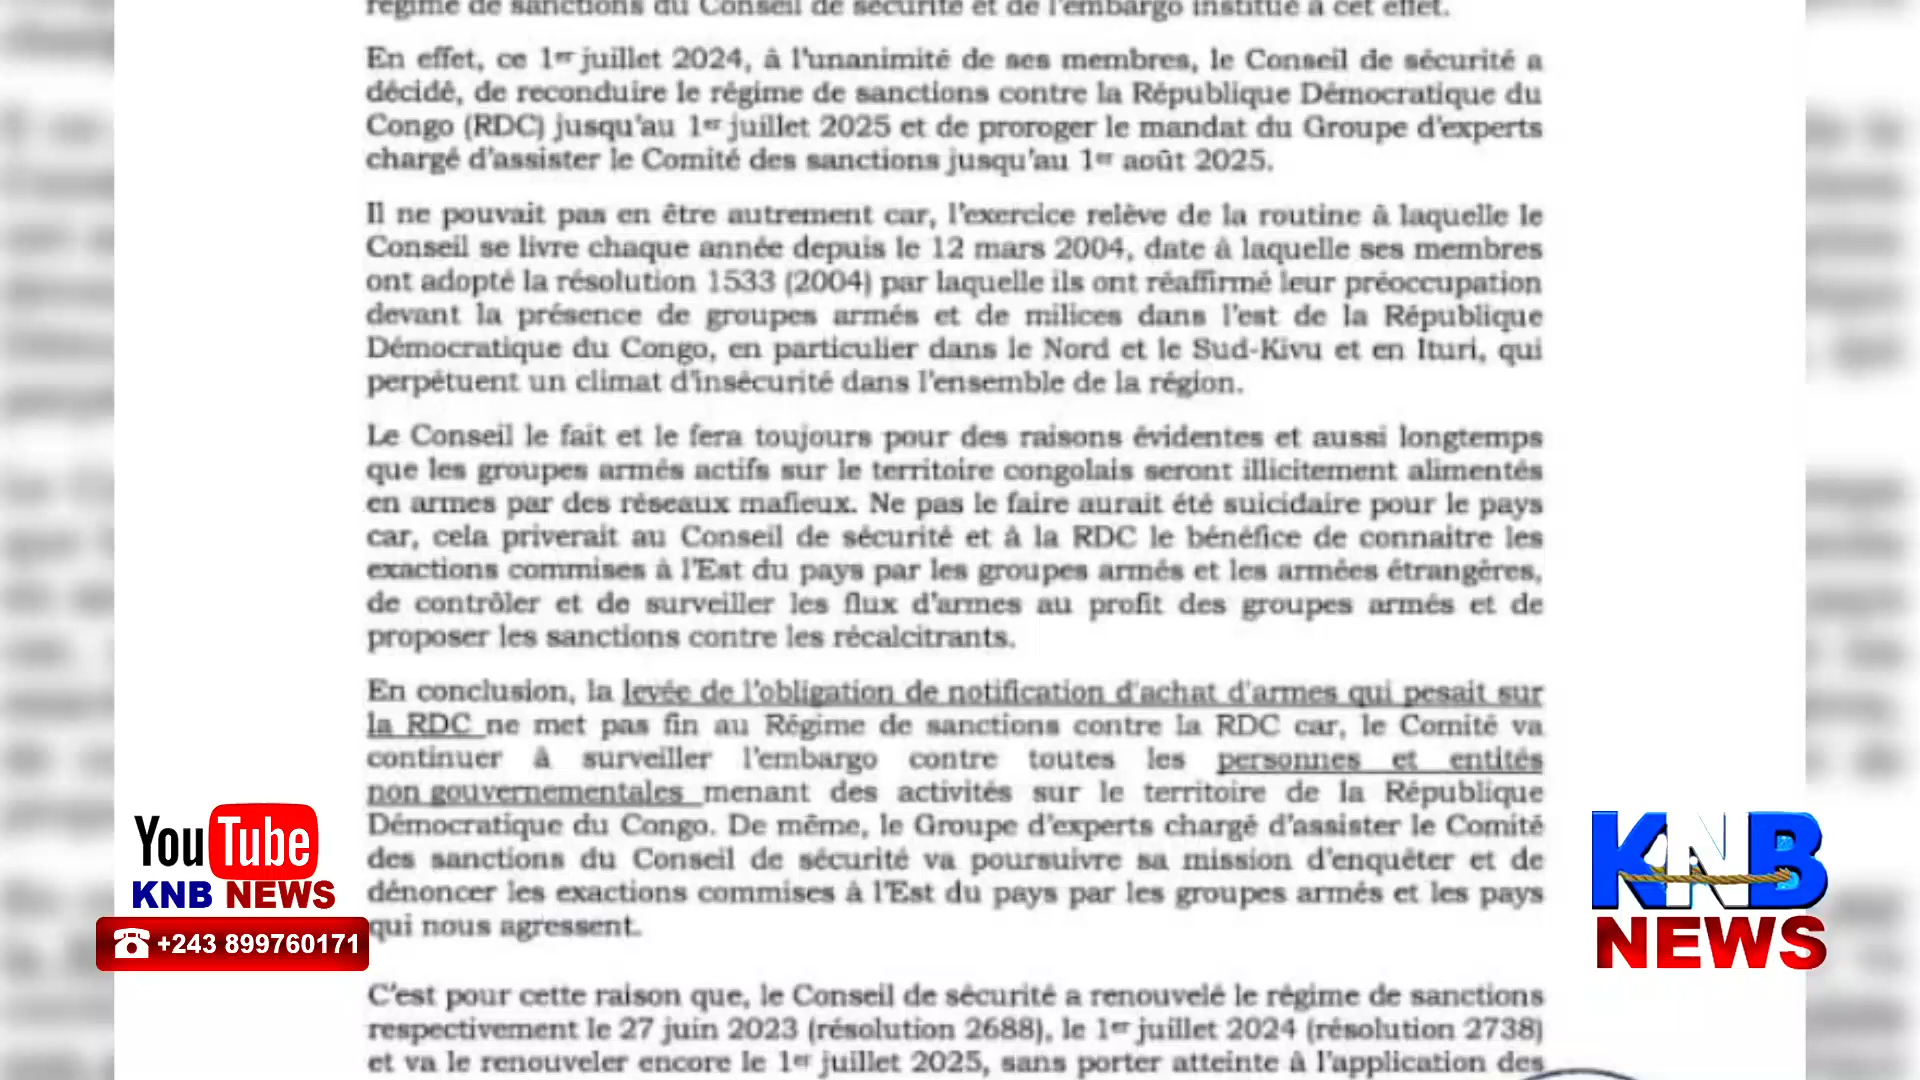 régime de sanctions du Conseil de sécurité et de l'embargo institué à cet effet.
En effet, ce 1er juillet 2024, à l'unanimité de ses membres, le Conseil de sécurité a
décidé, de reconduire le régime de sanctions contre la République Démocratique du
Congo (RDC) jusqu'au 1er juillet 2025 et de proroger le mandat du Groupe d'experts
chargé d'assister le Comité des sanctions jusqu'au 1er août 2025.
Il ne pouvait pas en être autrement car, l'exercice relève de la routine à laquelle le
Conseil se livre chaque année depuis le 12 mars 2004, date à laquelle ses membres
ont adopté la résolution 1533 (2004) par laquelle ils ont réaffirmé leur préoccupation
devant la présence de groupes armés et de milices dans l'est de la République
Démocratique du Congo, en particulier dans le Nord et le Sud-Kivu et en Ituri, qui
perpétuent un climat d'insécurité dans l'ensemble de la région.
Le Conseil le fait et le fera toujours pour des raisons évidentes et aussi longtemps
que les groupes armés actifs sur le territoire congolais seront illicitement alimentés
en armes par des réseaux mafieux. Ne pas le faire aurait été suicidaire pour le pays
car, cela priverait au Conseil de sécurité et à la RDC le bénéfice de connaitre les
exactions commises à l'Est du pays par les groupes armés et les armées étrangères,
de contrôler et de surveiller les flux d'armes au profit des groupes armés et de
proposer les sanctions contre les récalcitrants.
En conclusion, la levée de l'obligation de notification d'achat d'armes qui pesait sur
la RDC ne met pas fin au Régime de sanctions contre la RDC car, le Comité va
continuer à surveiller l'embargo contre toutes les personnes et entités
non gouvernementales menant des activités sur le territoire de la République
Démocratique du Congo. De même, le Groupe d'experts chargé d'assister le Comité
des sanctions du Conseil de sécurité va poursuivre sa mission d'enquêter et de
dénoncer les exactions commises à l'Est du pays par les groupes armés et les pays
qui nous agressent.
C'est pour cette raison que, le Conseil de sécurité a renouvelé le régime de sanctions
respectivement le 27 juin 2023 (résolution 2688), le 1er juillet 2024 (résolution 2738)
et va le renouveler encore le 1er juillet 2025, sans porter atteinte à l'application des
YouTube
KNB NEWS
+243 899760171
KNB
NEWS